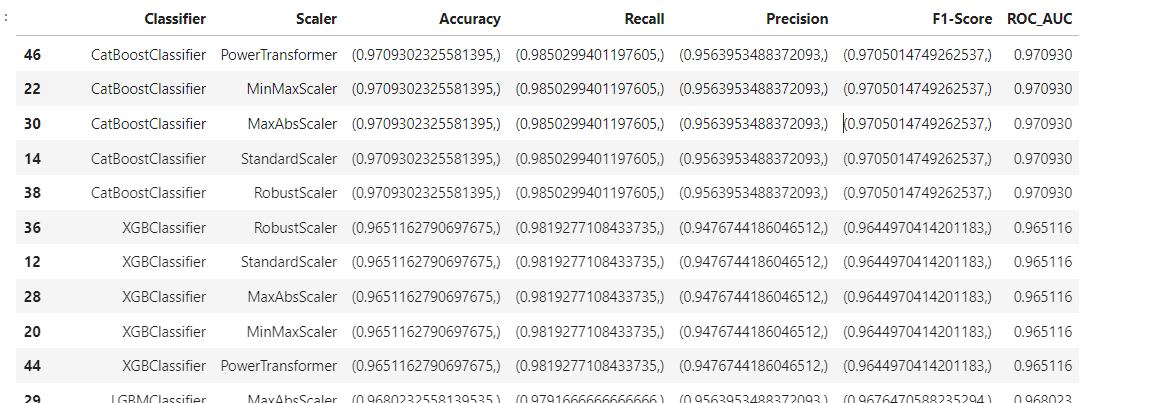 :
Classifier Scaler Accuracy Recall Precision F1-Score ROC_AUC
46 CatBoostClassifier PowerTransformer (0.9709302325581395,) (0.9850299401197605,) (0.9563953488372093,) (0.9705014749262537,) 0.970930
22 CatBoostClassifier MinMaxScaler (0.9709302325581395,) (0.9850299401197605,) (0.9563953488372093,) (0.9705014749262537,) 0.970930
30 CatBoostClassifier MaxAbsScaler (0.9709302325581395,) (0.9850299401197605,) (0.9563953488372093,) (0.9705014749262537,) 0.970930
14 CatBoostClassifier StandardScaler (0.9709302325581395,) (0.9850299401197605,) (0.9563953488372093,) (0.9705014749262537,) 0.970930
38 CatBoostClassifier RobustScaler (0.9709302325581395,) (0.9850299401197605,) (0.9563953488372093,) (0.9705014749262537,) 0.970930
36 XGBClassifier RobustScaler (0.9651162790697675,) (0.9819277108433735,) (0.9476744186046512,) (0.9644970414201183,) 0.965116
12 XGBClassifier StandardScaler (0.9651162790697675,) (0.9819277108433735,) (0.9476744186046512,) (0.9644970414201183,) 0.965116
28 XGBClassifier MaxAbsScaler (0.9651162790697675,) (0.9819277108433735,) (0.9476744186046512,) (0.9644970414201183,) 0.965116
20 XGBClassifier MinMaxScaler (0.9651162790697675,) (0.9819277108433735,) (0.9476744186046512,) (0.9644970414201183,) 0.965116
44 XGBClassifier PowerTransformer (0.9651162790697675,) (0.9819277108433735,) (0.9476744186046512,) (0.9644970414201183,) 0.965116
29 LGBMClassifier MaxAbsScaler (0.9680232558139535,) (0.9791666666666666,) (0.9563953488372093,) (0.9676470588235294,) 0.968023